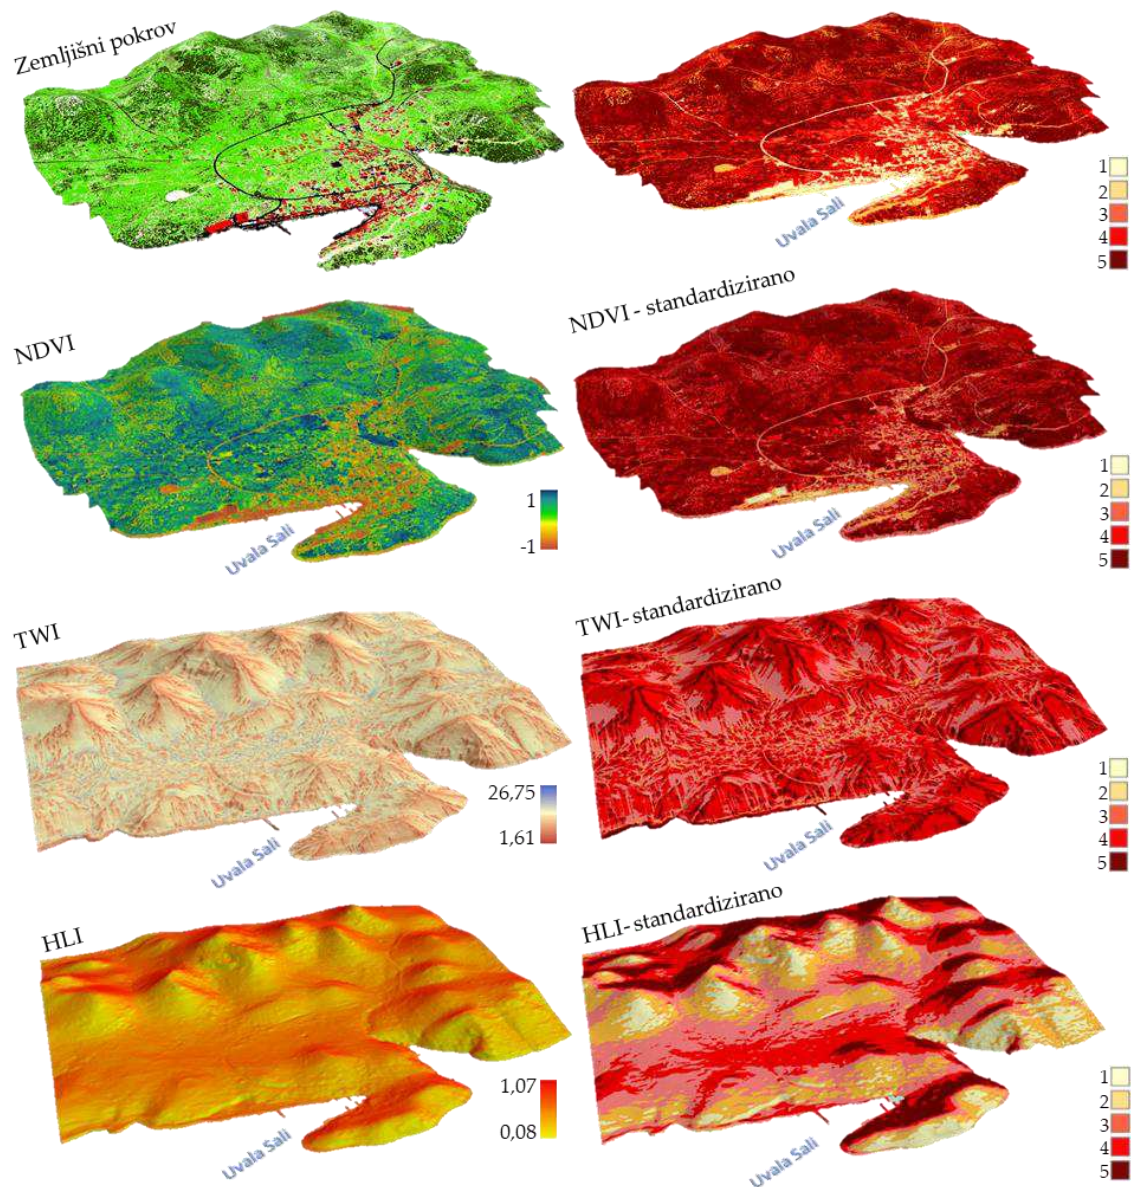 Zemljišni pokrov
Uvala Sali
1
2
3
4
5
NDVI
1
-1
Uvala Sali
NDVI - standardizirano
Uvala Sali
1
2
3
4
5
TWI
26,75
1,61
Uvala Sali
TWI- standardizirano
Uvala Sali
1
2
3
4
5
HLI
1,07
0,08
Uvala Sali
HLI- standardizirano
Uvala Sali
1
2
3
4
5